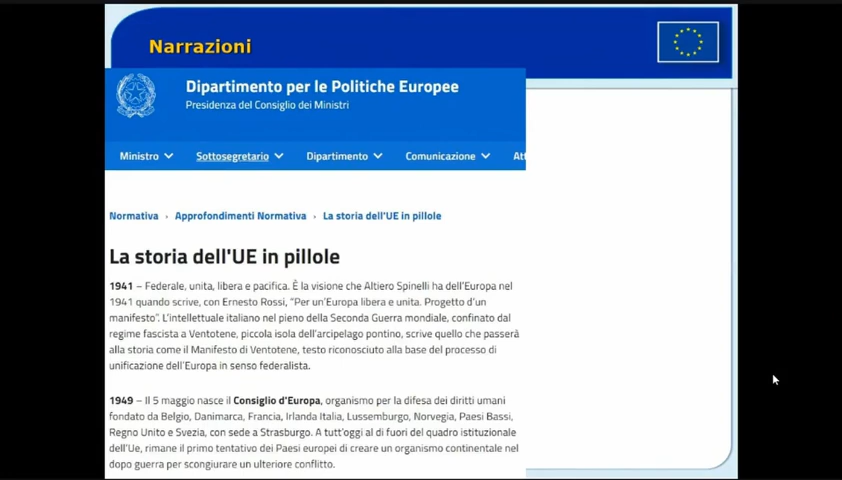 Narrazioni
Dipartimento per le Politiche Europee
Presidenza del Consiglio dei Ministri
Ministro Sottosegretario Dipartimento Comunicazione Att
Normativa › Approfondimenti Normativa › La storia dell'UE in pillole
La storia dell'UE in pillole
1941 – Federale, unita, libera e pacifica. È la visione che Altiero Spinelli ha dell'Europa nel
1941 quando scrive, con Ernesto Rossi, “Per un'Europa libera e unita. Progetto d'un
manifesto”. L'intellettuale italiano nel pieno della Seconda Guerra mondiale, confinato dal
regime fascista a Ventotene, piccola isola dell'arcipelago pontino, scrive quello che passerà
alla storia come il Manifesto di Ventotene, testo riconosciuto alla base del processo di
unificazione dell'Europa in senso federalista.
1949 – Il 5 maggio nasce il Consiglio d'Europa, organismo per la difesa dei diritti umani
fondato da Belgio, Danimarca, Francia, Irlanda Italia, Lussemburgo, Norvegia, Paesi Bassi,
Regno Unito e Svezia, con sede a Strasburgo. A tutt'oggi al di fuori del quadro istituzionale
dell'Ue, rimane il primo tentativo dei Paesi europei di creare un organismo continentale nel
dopo guerra per scongiurare un ulteriore conflitto.